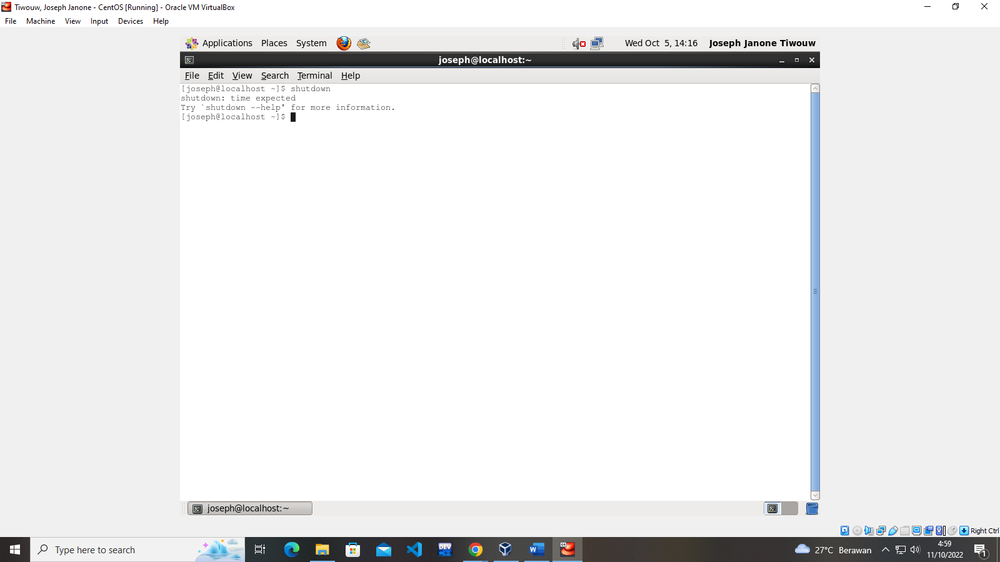 Tiwouw, Joseph Janone - CentOS [Running] - Oracle VM VirtualBox
File Machine View Input Devices Help
Applications Places System Wed Oct 5, 14:16 Joseph Janone Tiwouw
joseph@localhost:~
File Edit View Search Terminal Help
[joseph@localhost ~]$ shutdown
shutdown: time expected
Try `shutdown --help' for more information.
[joseph@localhost ~]$
joseph@localhost:~
Right Ctrl
Type here to search DEV 27°C Berawan 4:59
11/10/2022 1